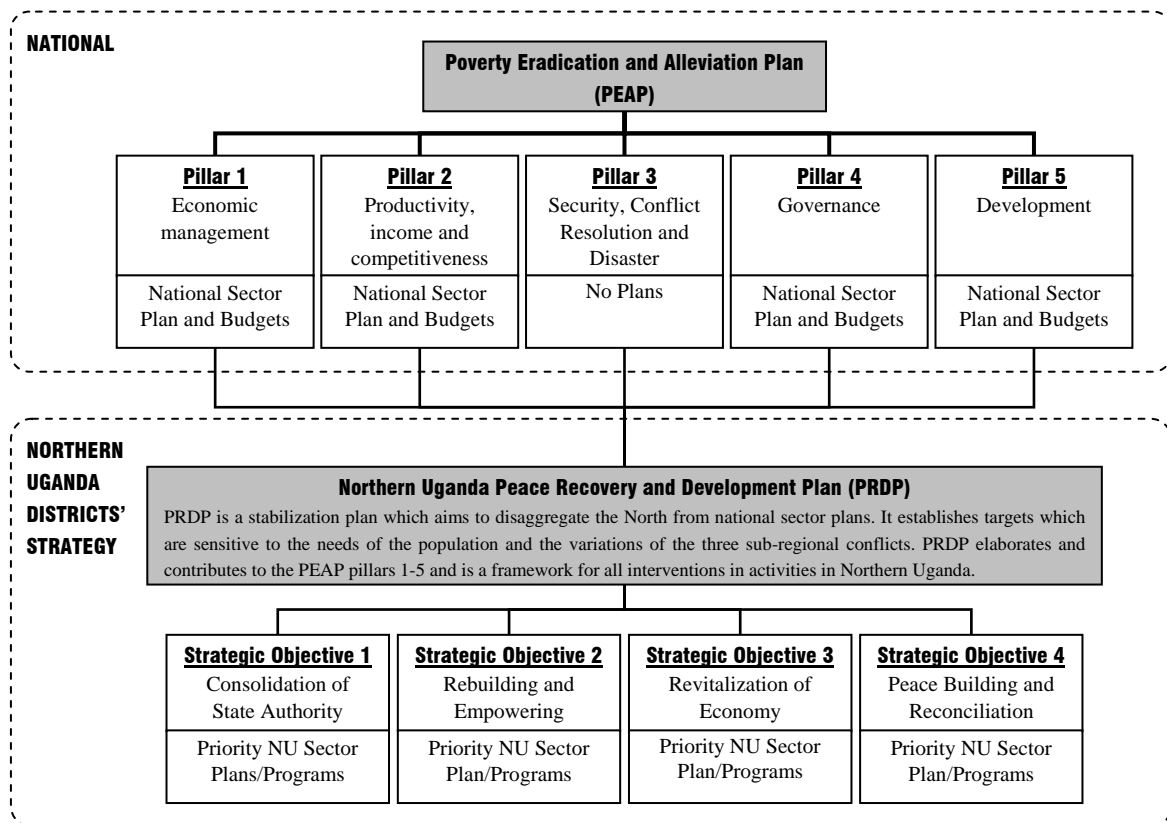 NATIONAL
Poverty Eradication and Alleviation Plan
(PEAP)
Pillar 1
Economic
management
National Sector
Plan and Budgets
Pillar 2
Productivity,
income and
competitiveness
National Sector
Plan and Budgets
Pillar 3
Security, Conflict
Resolution and
Disaster
No Plans
Pillar 4
Governance
National Sector
Plan and Budgets
Pillar 5
Development
National Sector
Plan and Budgets
NORTHERN
UGANDA
DISTRICTS’
STRATEGY
Northern Uganda Peace Recovery and Development Plan (PRDP)
PRDP is a stabilization plan which aims to disaggregate the North from national sector plans. It establishes targets which
are sensitive to the needs of the population and the variations of the three sub-regional conflicts. PRDP elaborates and
contributes to the PEAP pillars 1-5 and is a framework for all interventions in activities in Northern Uganda.
Strategic Objective 1
Consolidation of
State Authority
Priority NU Sector
Plans/Programs
Strategic Objective 2
Rebuilding and
Empowering
Priority NU Sector
Plan/Programs
Strategic Objective 3
Revitalization of
Economy
Priority NU Sector
Plan/Programs
Strategic Objective 4
Peace Building and
Reconciliation
Priority NU Sector
Plan/Programs